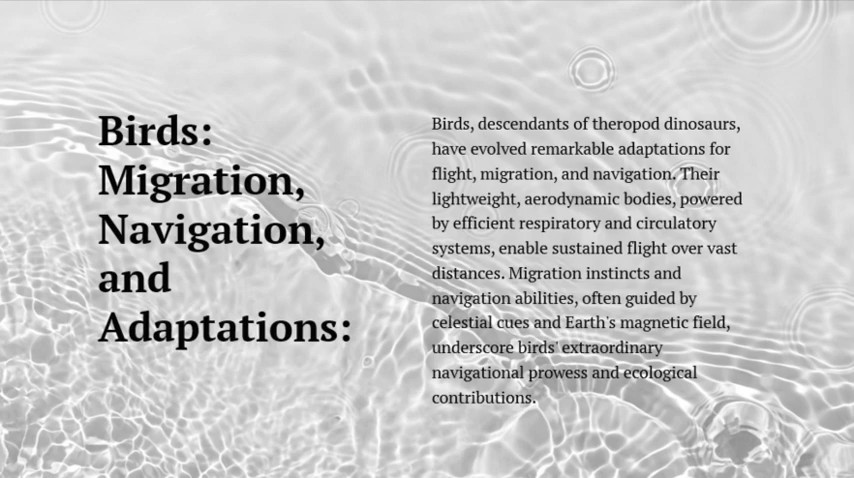 Birds:
Migration,
Navigation,
and
Adaptations:
Birds, descendants of theropod dinosaurs,
have evolved remarkable adaptations for
flight, migration, and navigation. Their
lightweight, aerodynamic bodies, powered
by efficient respiratory and circulatory
systems, enable sustained flight over vast
distances. Migration instincts and
navigation abilities, often guided by
celestial cues and Earth's magnetic field,
underscore birds' extraordinary
navigational prowess and ecological
contributions.